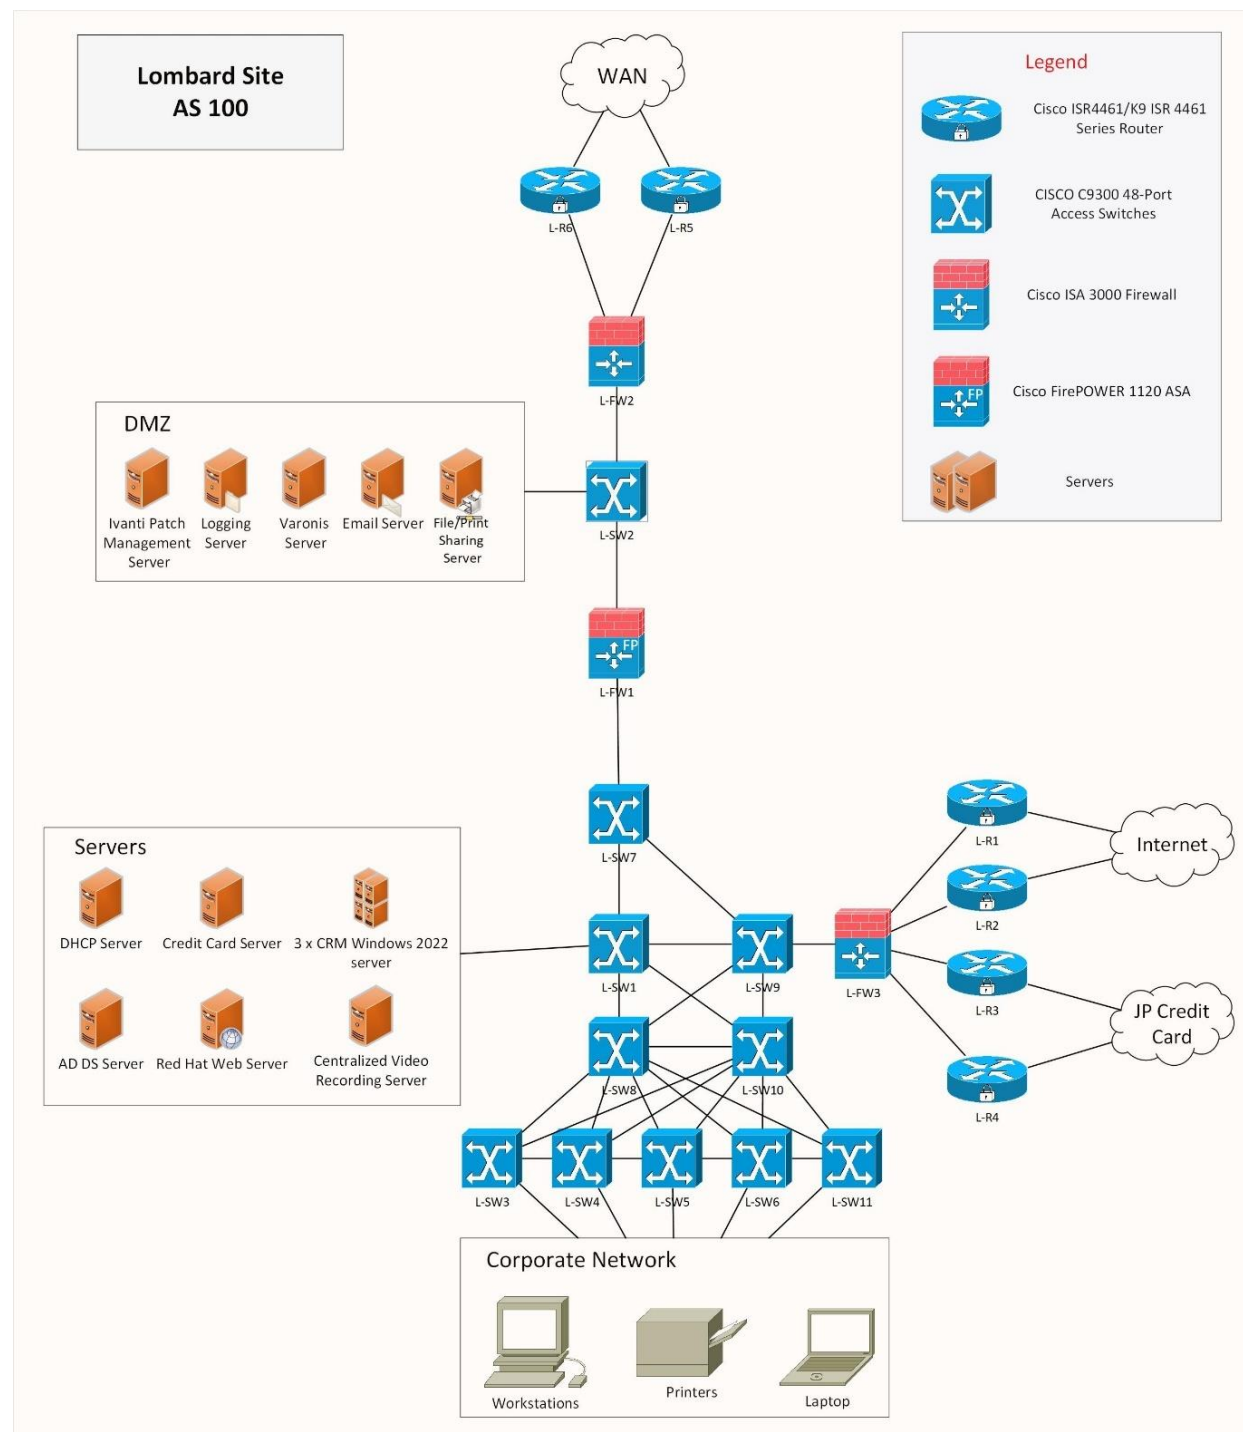 Lombard Site
AS 100
WAN
L-R6
L-R5
Legend
Cisco ISR4461/K9 ISR 4461
Series Router
CISCO C9300 48-Port
Access Switches
Cisco ISA 3000 Firewall
FP
Cisco FirePOWER 1120 ASA
Servers
L-FW2
DMZ
Ivanti Patch
Management
Server
Logging
Server
Varonis
Server
Email Server
File/Print
Sharing
Server
L-SW2
FP
L-FW1
L-SW7
Servers
DHCP Server
Credit Card Server
3 x CRM Windows 2022
server
AD DS Server
Red Hat Web Server
Centralized Video
Recording Server
L-SW1
L-SW9
L-FW3
L-R1
L-R2
L-R3
L-R4
Internet
JP Credit
Card
L-SW8
L-SW10
L-SW3
L-SW4
L-SW5
L-SW6
L-SW11
Corporate Network
Workstations
Printers
Laptop